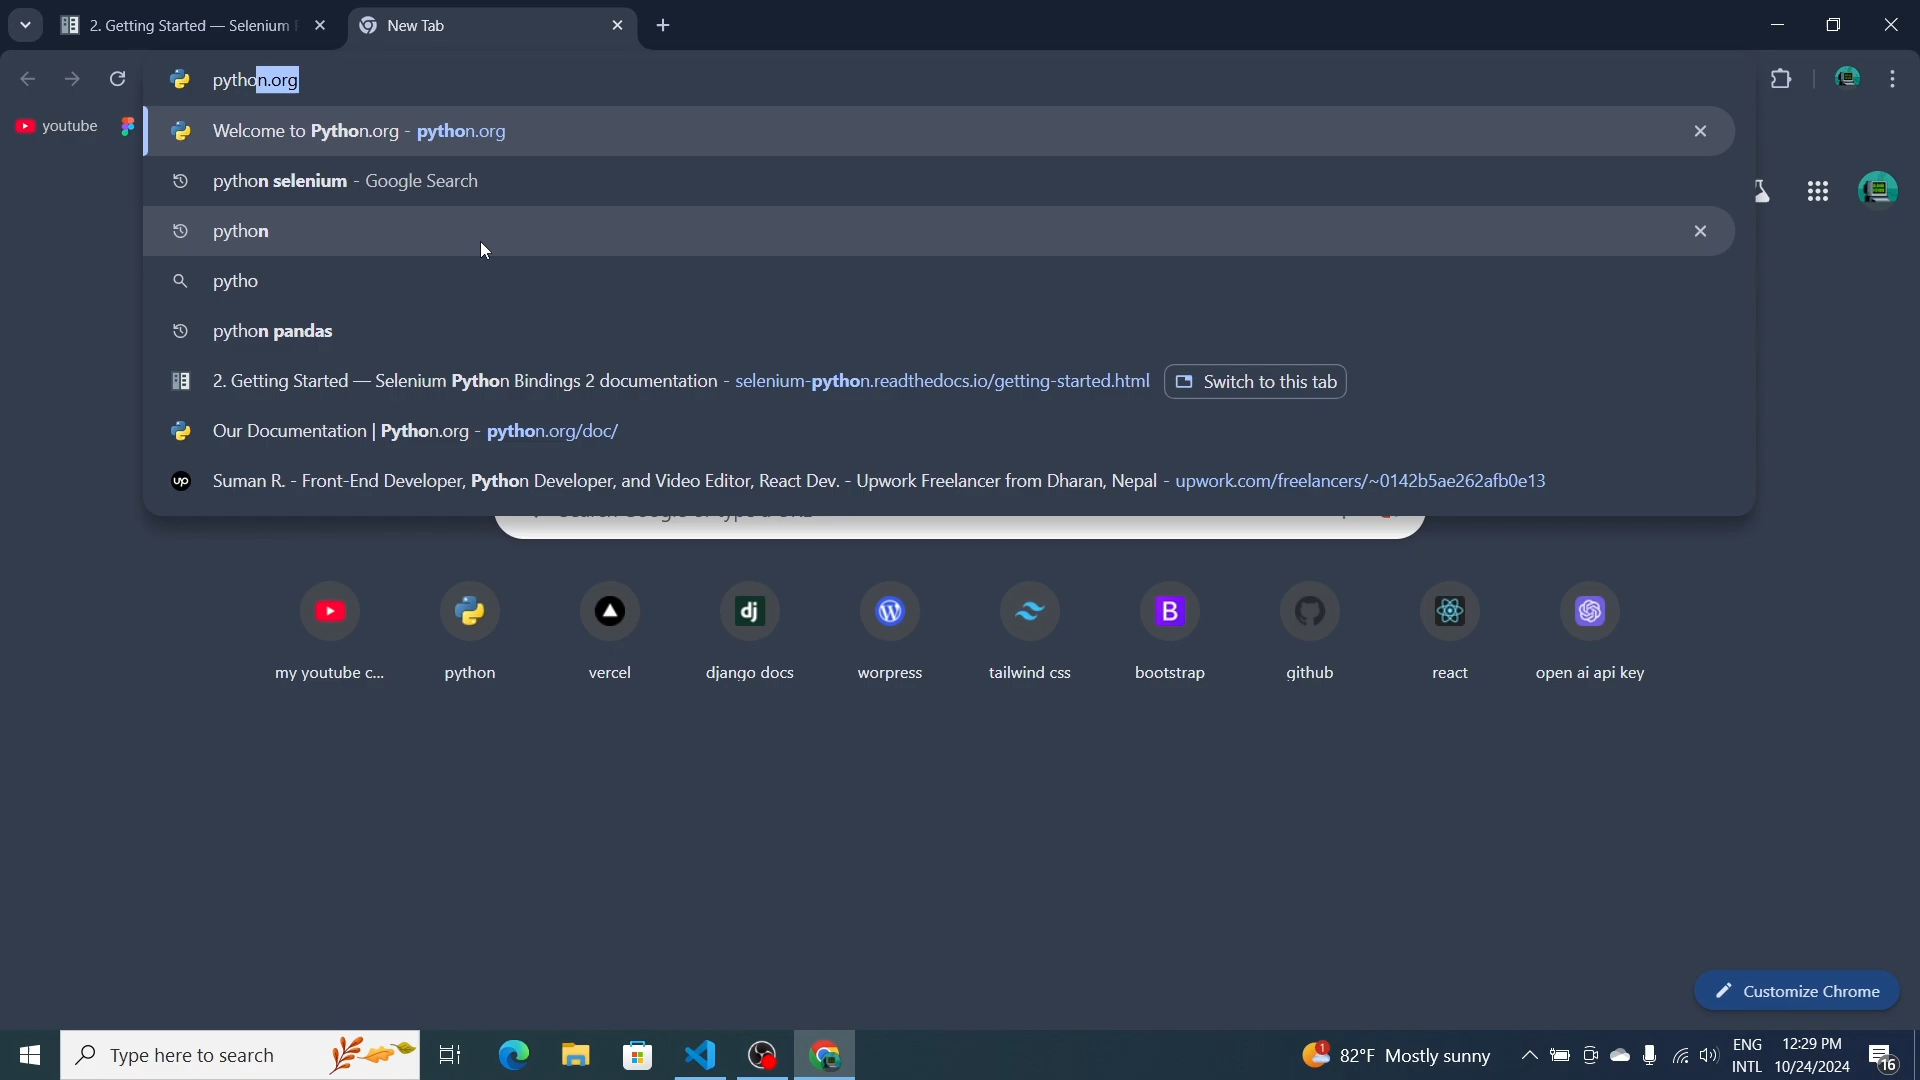 2. Getting Started — Selenium
New Tab
python.org
youtube
Welcome to Python.org - python.org
python selenium - Google Search
python
pytho
python pandas
2. Getting Started — Selenium Python Bindings 2 documentation - selenium-python.readthedocs.io/getting-started.html
Switch to this tab
Our Documentation | Python.org - python.org/doc/
Suman R. - Front-End Developer, Python Developer, and Video Editor, React Dev. - Upwork Freelancer from Dharan, Nepal - upwork.com/freelancers/~0142b5ae262afb0e13
my youtube c...
python
vercel
django docs
worpress
tailwind css
bootstrap
github
react
open ai api key
Customize Chrome
Type here to search
82°F Mostly sunny
ENG
INTL
12:29 PM
10/24/2024
16